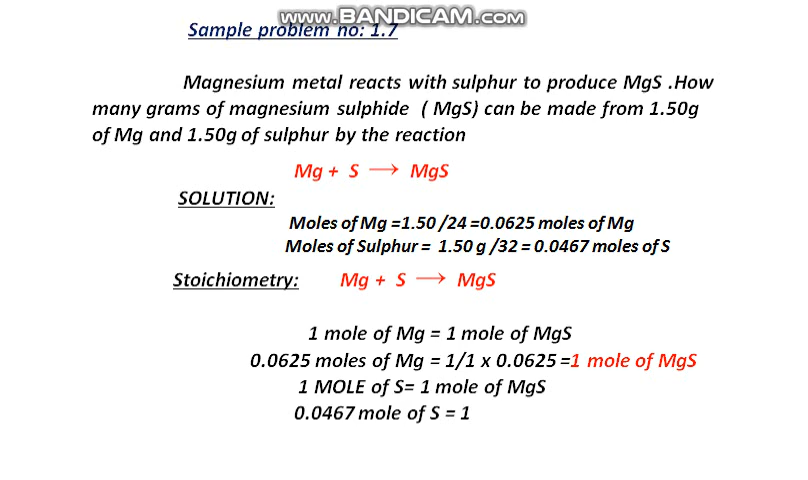 www.BANDICAM.com
Sample problem no: 1.7
Magnesium metal reacts with sulphur to produce MgS .How
many grams of magnesium sulphide ( MgS) can be made from 1.50g
of Mg and 1.50g of sulphur by the reaction
Mg + S ⟶ MgS
SOLUTION:
Moles of Mg =1.50 /24 =0.0625 moles of Mg
Moles of Sulphur = 1.50 g /32 = 0.0467 moles of S
Stoichiometry: Mg + S ⟶ MgS
1 mole of Mg = 1 mole of MgS
0.0625 moles of Mg = 1/1 x 0.0625 =1 mole of MgS
1 MOLE of S= 1 mole of MgS
0.0467 mole of S = 1